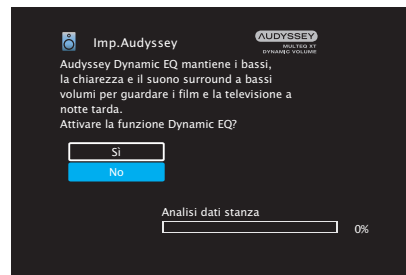 Imp.Audyssey
AUDYSSEY
MULTEQ XT
DYNAMIC VOLUME
Audyssey Dynamic EQ mantiene i bassi,
la chiarezza e il suono surround a bassi
volumi per guardare i film e la televisione a
notte tarda.
Attivare la funzione Dynamic EQ?
Sì
No
Analisi dati stanza
0%